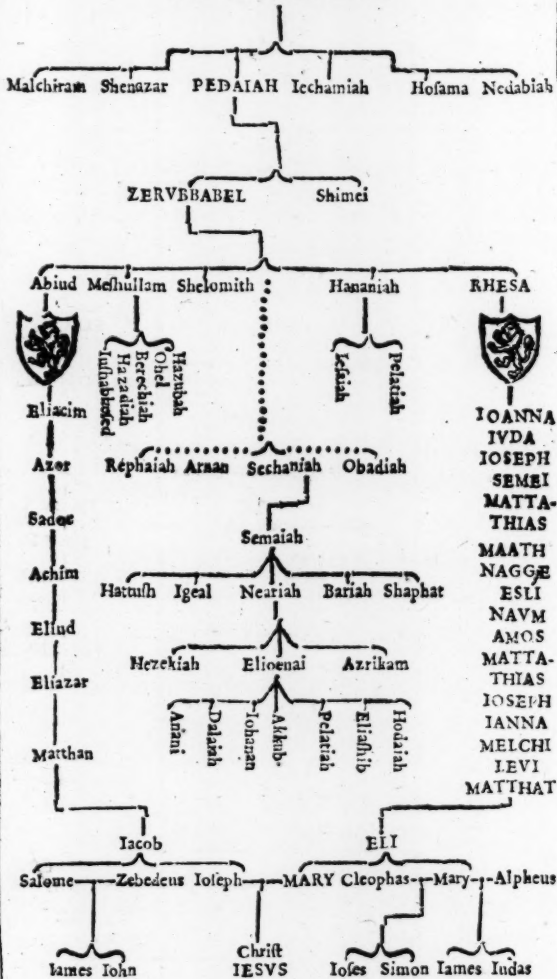 Malchiram Shenazar PEDAIAH Iechamiah Hosama Nedabiah
ZERVBBABEL Shimei
Abiud Meshullam Shelomith Hananiah RHESA
Hazubah
Ohel
Berechiah
Hazadiah
Iushabhesed
Pelatiah
Iesaiah
Eliacim
Azor
Sadoc
Achim
Eliud
Eliazar
Matthan
Rephaiah Arnan Sechaniah Obadiah
Semaiah
Hattush Igeal Neariah Bariah Shaphat
Hezekiah Elioenai Azrikam
Anani
Dalaiah
Iohanan
Akkub
Pelatiah
Eliashib
Hodaiah
IOANNA
IVDA
IOSEPH
SEMEI
MATTA-
THIAS
MAATH
NAGGE
ESLI
NAVM
AMOS
MATTA-
THIAS
IOSEPH
IANNA
MELCHI
LEVI
MATTHAT
Iacob ELI
Salome Zebedeus Ioseph MARY Cleophas Mary Alpheus
Iames Iohn Christ Ioses Simon Iames Iudas
IESVS